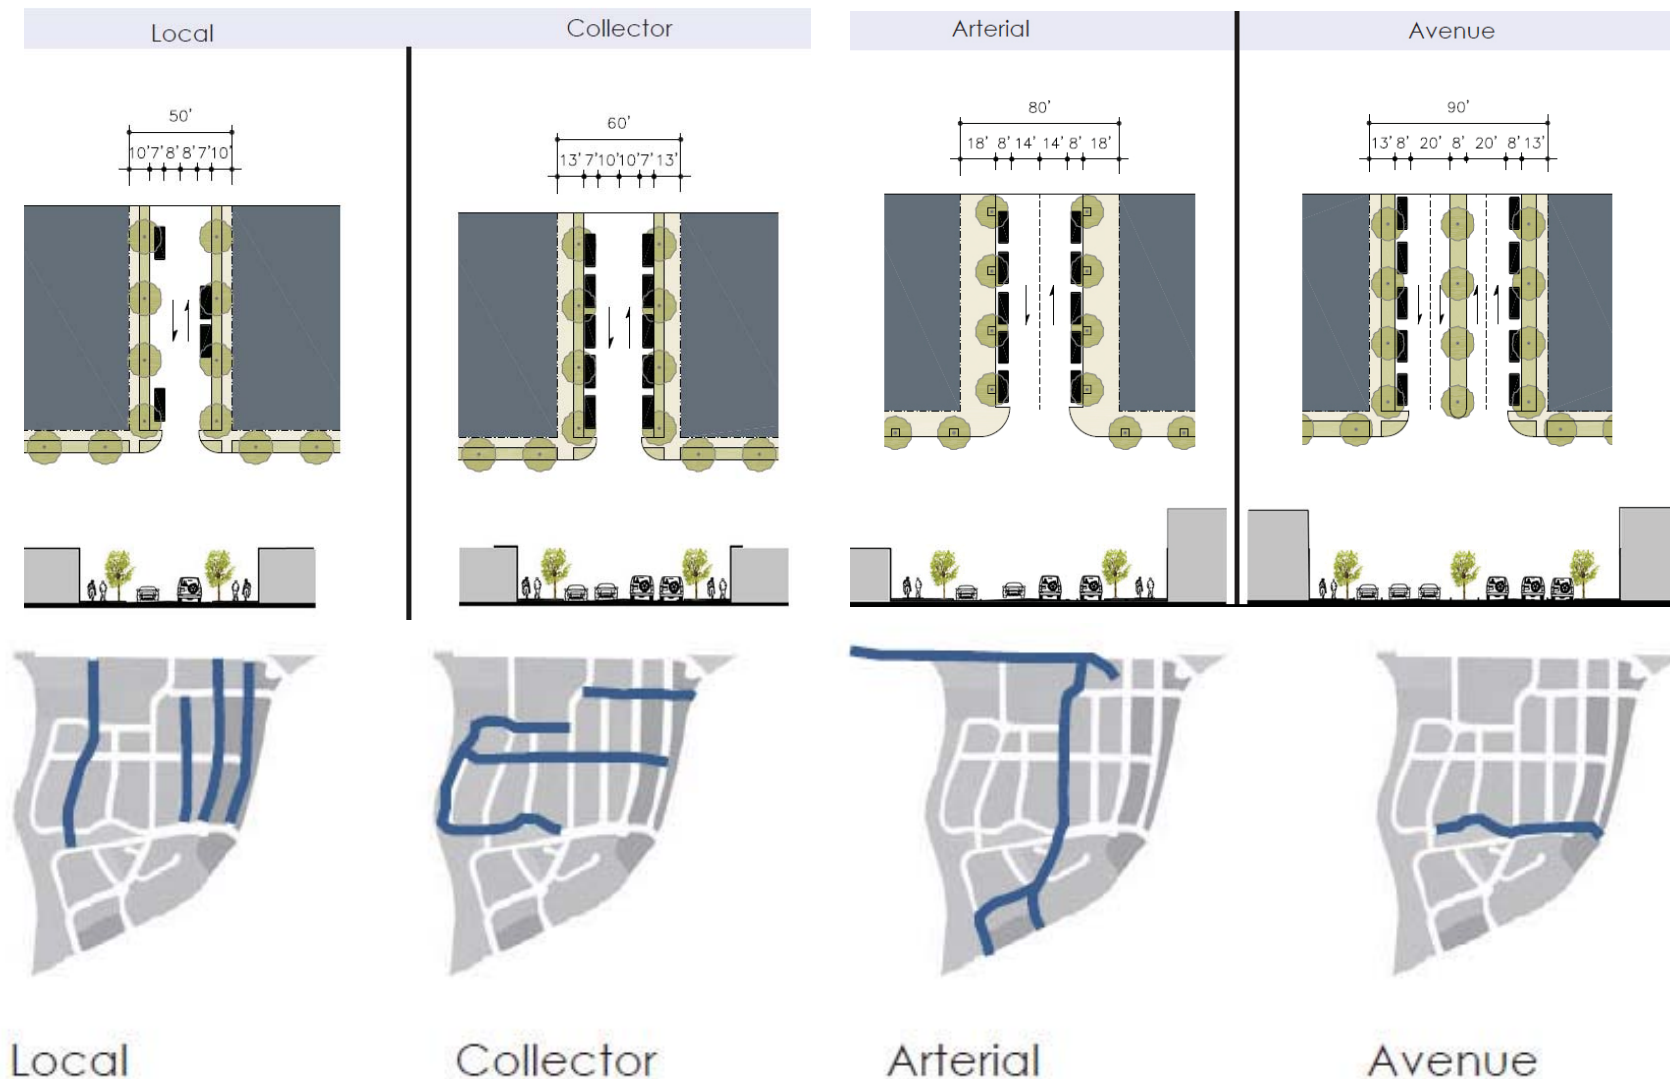 Local
Collector
Arterial
Avenue
50'
10' 7' 8' 8' 7' 10'
60'
13' 7' 10' 10' 7' 13'
80'
18' 8' 14' 14' 8' 18'
90'
13' 8' 20' 8' 20' 8' 13'
Local
Collector
Arterial
Avenue